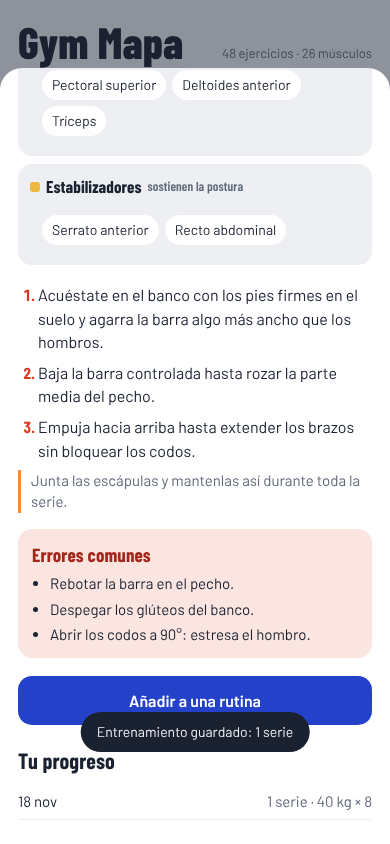 Gym Mapa
48 ejercicios · 26 músculos
Pectoral superior
Deltoides anterior
Tríceps
Estabilizadores sostienen la postura
Serrato anterior
Recto abdominal
1. Acuéstate en el banco con los pies firmes en el
suelo y agarra la barra algo más ancho que los
hombros.
2. Baja la barra controlada hasta rozar la parte
media del pecho.
3. Empuja hacia arriba hasta extender los brazos
sin bloquear los codos.
Junta las escápulas y mantenlas así durante toda la
serie.
Errores comunes
• Rebotar la barra en el pecho.
• Despegar los glúteos del banco.
• Abrir los codos a 90°: estresa el hombro.
Añadir a una rutina
Entrenamiento guardado: 1 serie
Tu progreso
18 nov
1 serie · 40 kg × 8